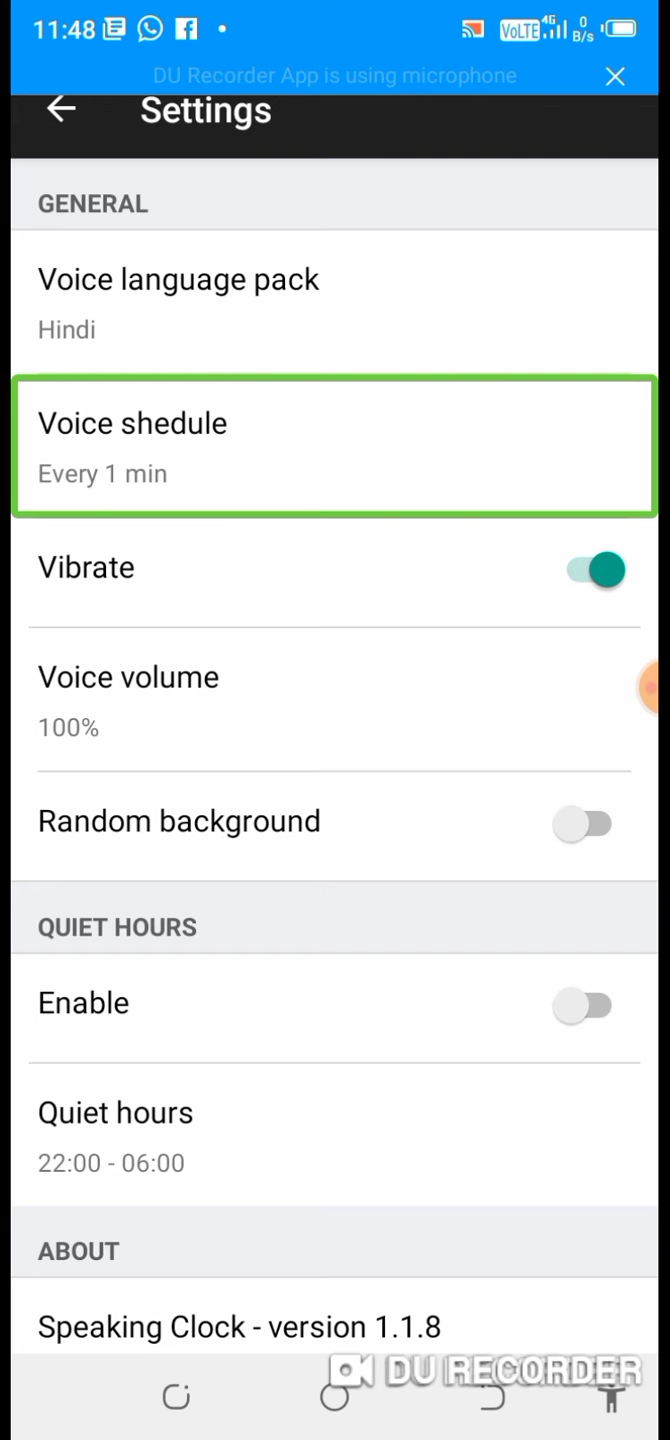 11:48
VoLTE 4G 0 B/s
DU Recorder App is using microphone
Settings
GENERAL
Voice language pack
Hindi
Voice shedule
Every 1 min
Vibrate
Voice volume
100%
Random background
QUIET HOURS
Enable
Quiet hours
22:00 - 06:00
ABOUT
Speaking Clock - version 1.1.8
DU RECORDER